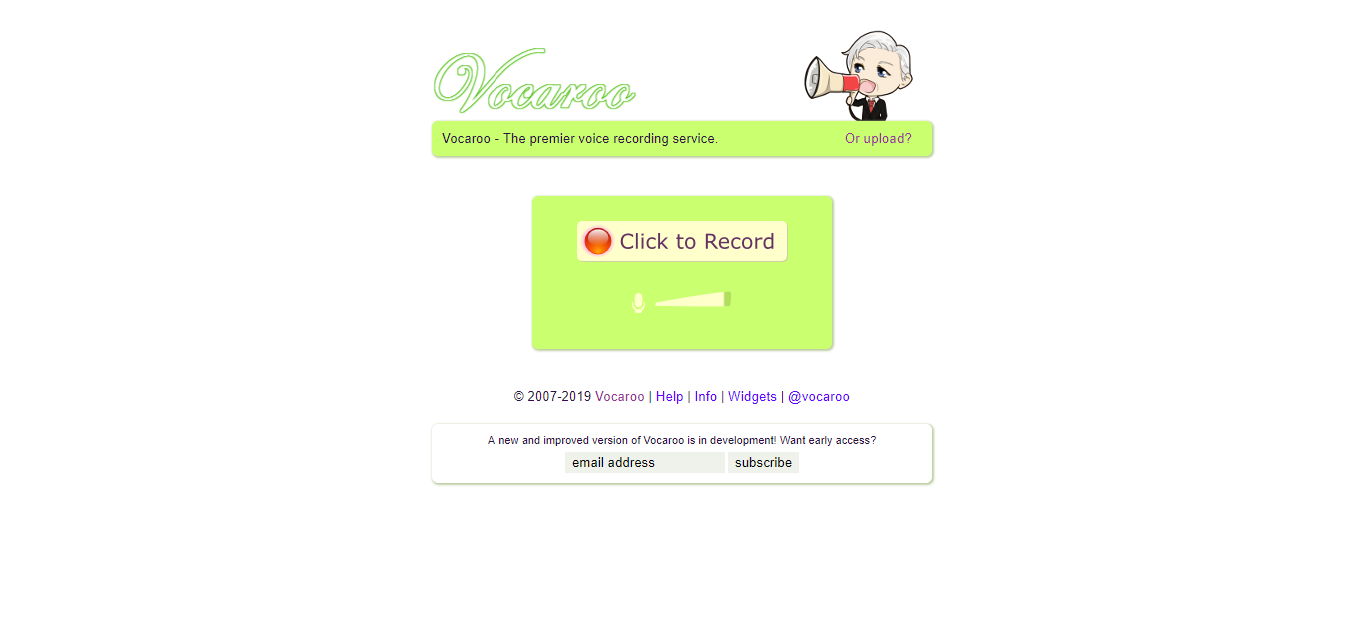 Vocaroo
Vocaroo - The premier voice recording service. Or upload?
Click to Record
© 2007-2019 Vocaroo | Help | Info | Widgets | @vocaroo
A new and improved version of Vocaroo is in development! Want early access?
email address subscribe